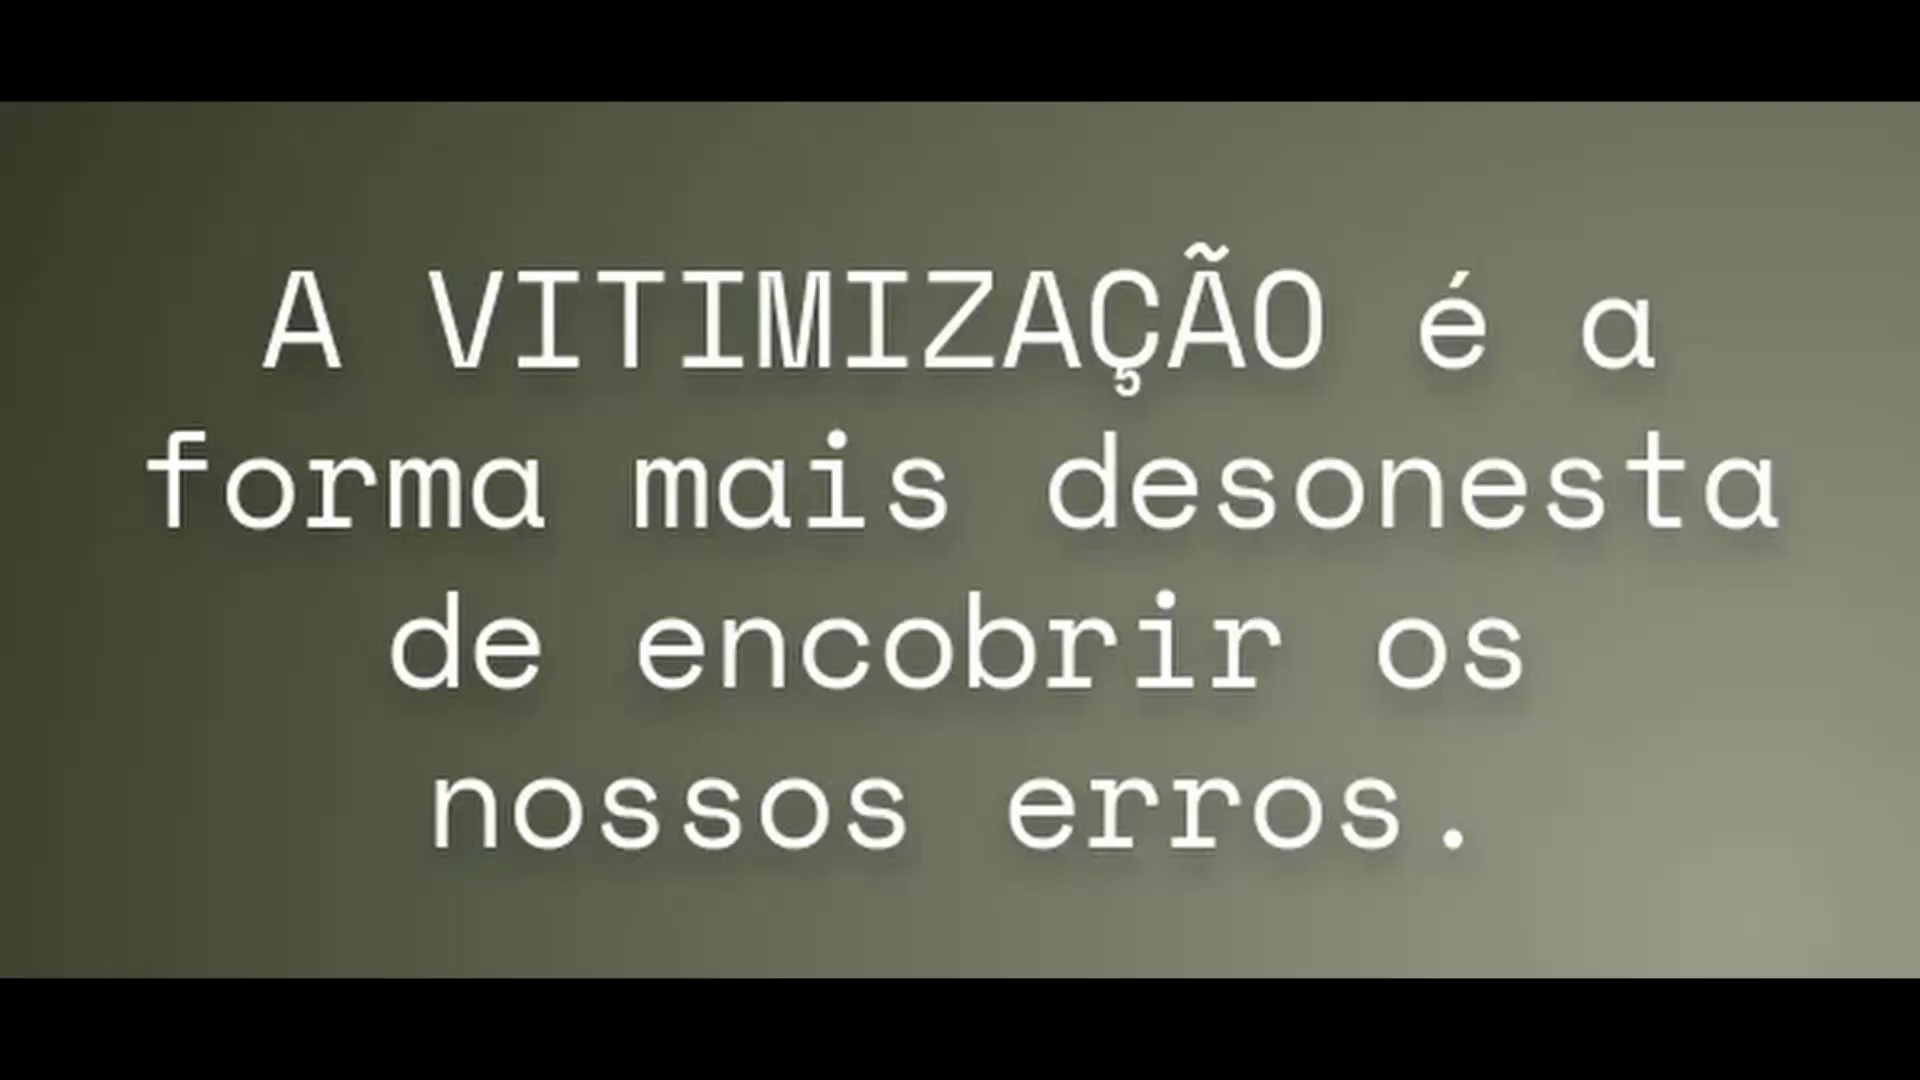 A VITIMIZAÇÃO é a
forma mais desonesta
de encobrir os
nossos erros.